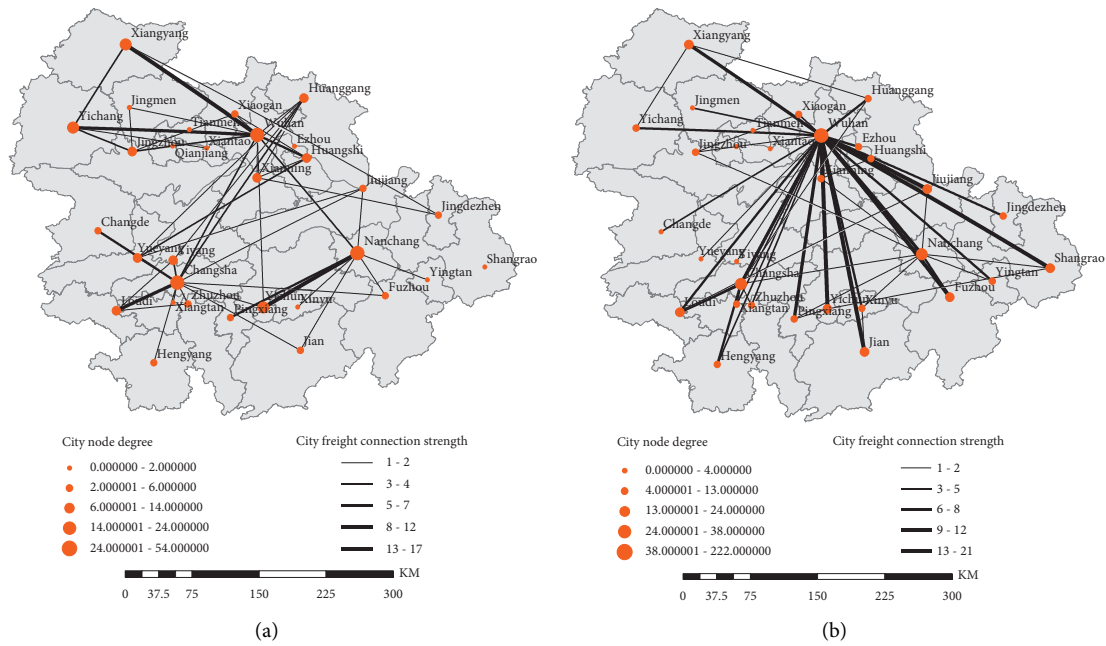 Xiangyang
Huanggang
Jingmen
Xiaogan
Yichang
Tianmen
Wuhan
Ezhou
Jingzhou
Xiantao
Qianjiang
Huangshi
Xianning
Jiujiang
Jingdezhen
Changde
Nanchang
Yueyang
Yiyang
Shangrao
Changsha
Yingtan
Fuzhou
Loudi
Zhuzhou
Yichun
Xinyu
Xiangtan
Pingxiang
Jian
Hengyang
City node degree
0.000000 - 2.000000
2.000001 - 6.000000
6.000001 - 14.000000
14.000001 - 24.000000
24.000001 - 54.000000
City freight connection strength
1 - 2
3 - 4
5 - 7
8 - 12
13 - 17
KM
0 37.5 75 150 225 300
(a)
Xiangyang
Huanggang
Jingmen
Xiaogan
Yichang
Tianmen
Wuhan
Ezhou
Jingzhou
Xiantao
Huangshi
Xianning
Jiujiang
Jingdezhen
Changde
Nanchang
Yueyang
Yiyang
Shangrao
Changsha
Yingtan
Fuzhou
Loudi
Zhuzhou
Yichun
Xinyu
Xiangtan
Pingxiang
Jian
Hengyang
City node degree
0.000000 - 4.000000
4.000001 - 13.000000
13.000001 - 24.000000
24.000001 - 38.000000
38.000001 - 222.000000
City freight connection strength
1 - 2
3 - 5
6 - 8
9 - 12
13 - 21
KM
0 37.5 75 150 225 300
(b)